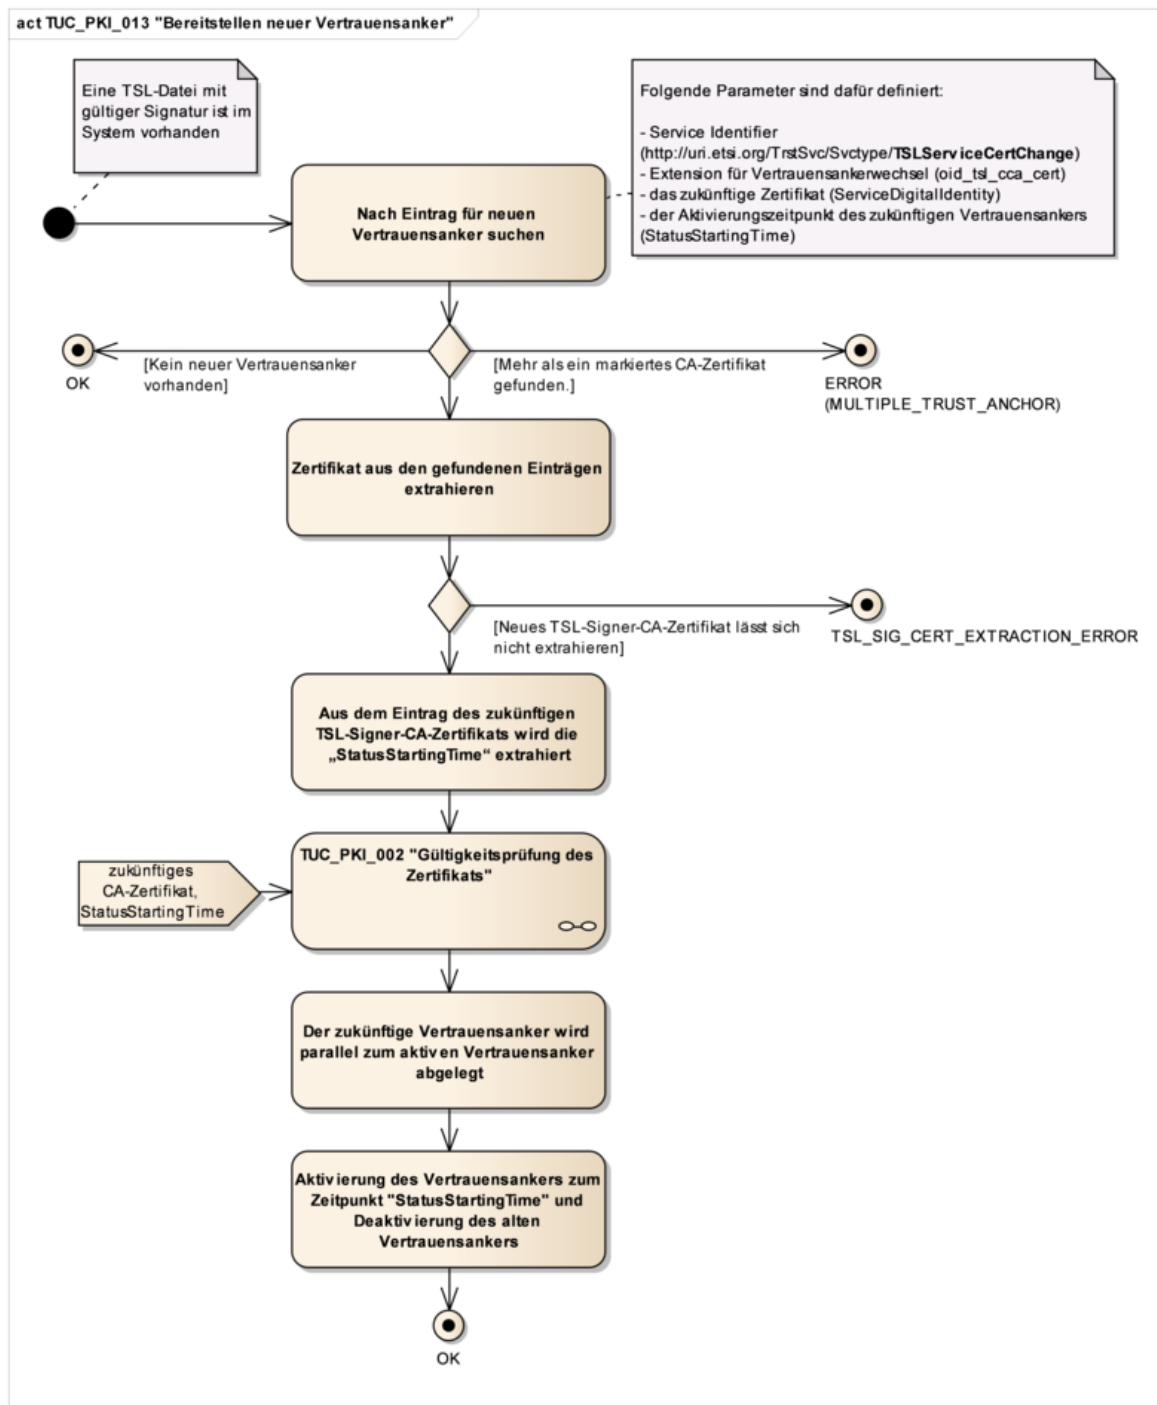 act TUC_PKI_013 "Bereitstellen neuer Vertrauensanker"
Eine TSL-Datei mit
gültiger Signatur ist im
System vorhanden
Folgende Parameter sind dafür definiert:
- Service Identifier
(http://uri.etsi.org/TrstSvc/Svctype/TSLServiceCertChange)
- Extension für Vertrauensankerwechsel (oid_tsl_cca_cert)
- das zukünftige Zertifikat (ServiceDigitalIdentity)
- der Aktivierungszeitpunkt des zukünftigen Vertrauensankers
(StatusStartingTime)
Nach Eintrag für neuen
Vertrauensanker suchen
OK
[Kein neuer Vertrauensanker
vorhanden]
[Mehr als ein markiertes CA-Zertifikat
gefunden.]
ERROR
(MULTIPLE_TRUST_ANCHOR)
Zertifikat aus den gefundenen Einträgen
extrahieren
[Neues TSL-Signer-CA-Zertifikat lässt sich
nicht extrahieren]
TSL_SIG_CERT_EXTRACTION_ERROR
Aus dem Eintrag des zukünftigen
TSL-Signer-CA-Zertifikats wird die
„StatusStartingTime“ extrahiert
zukünftiges
CA-Zertifikat,
StatusStartingTime
TUC_PKI_002 "Gültigkeitsprüfung des
Zertifikats"
Der zukünftige Vertrauensanker wird
parallel zum aktiven Vertrauensanker
abgelegt
Aktivierung des Vertrauensankers zum
Zeitpunkt "StatusStartingTime" und
Deaktivierung des alten
Vertrauensankers
OK